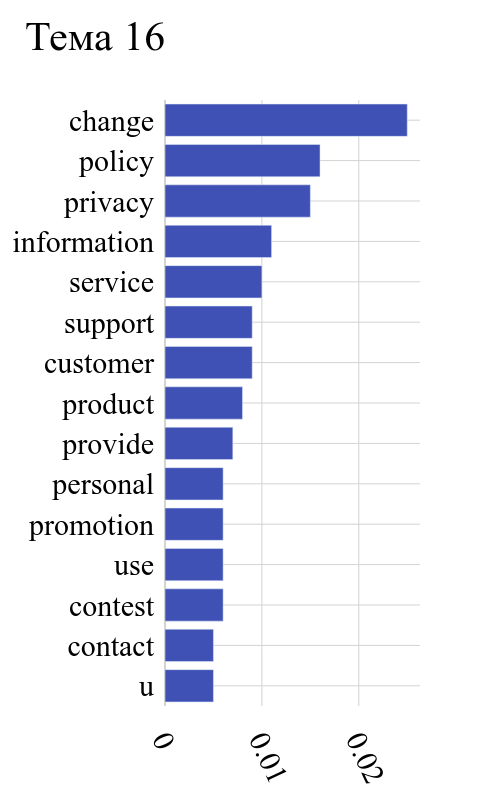 Тема 16
change
policy
privacy
information
service
support
customer
product
provide
personal
promotion
use
contest
contact
u
0
0.01
0.02